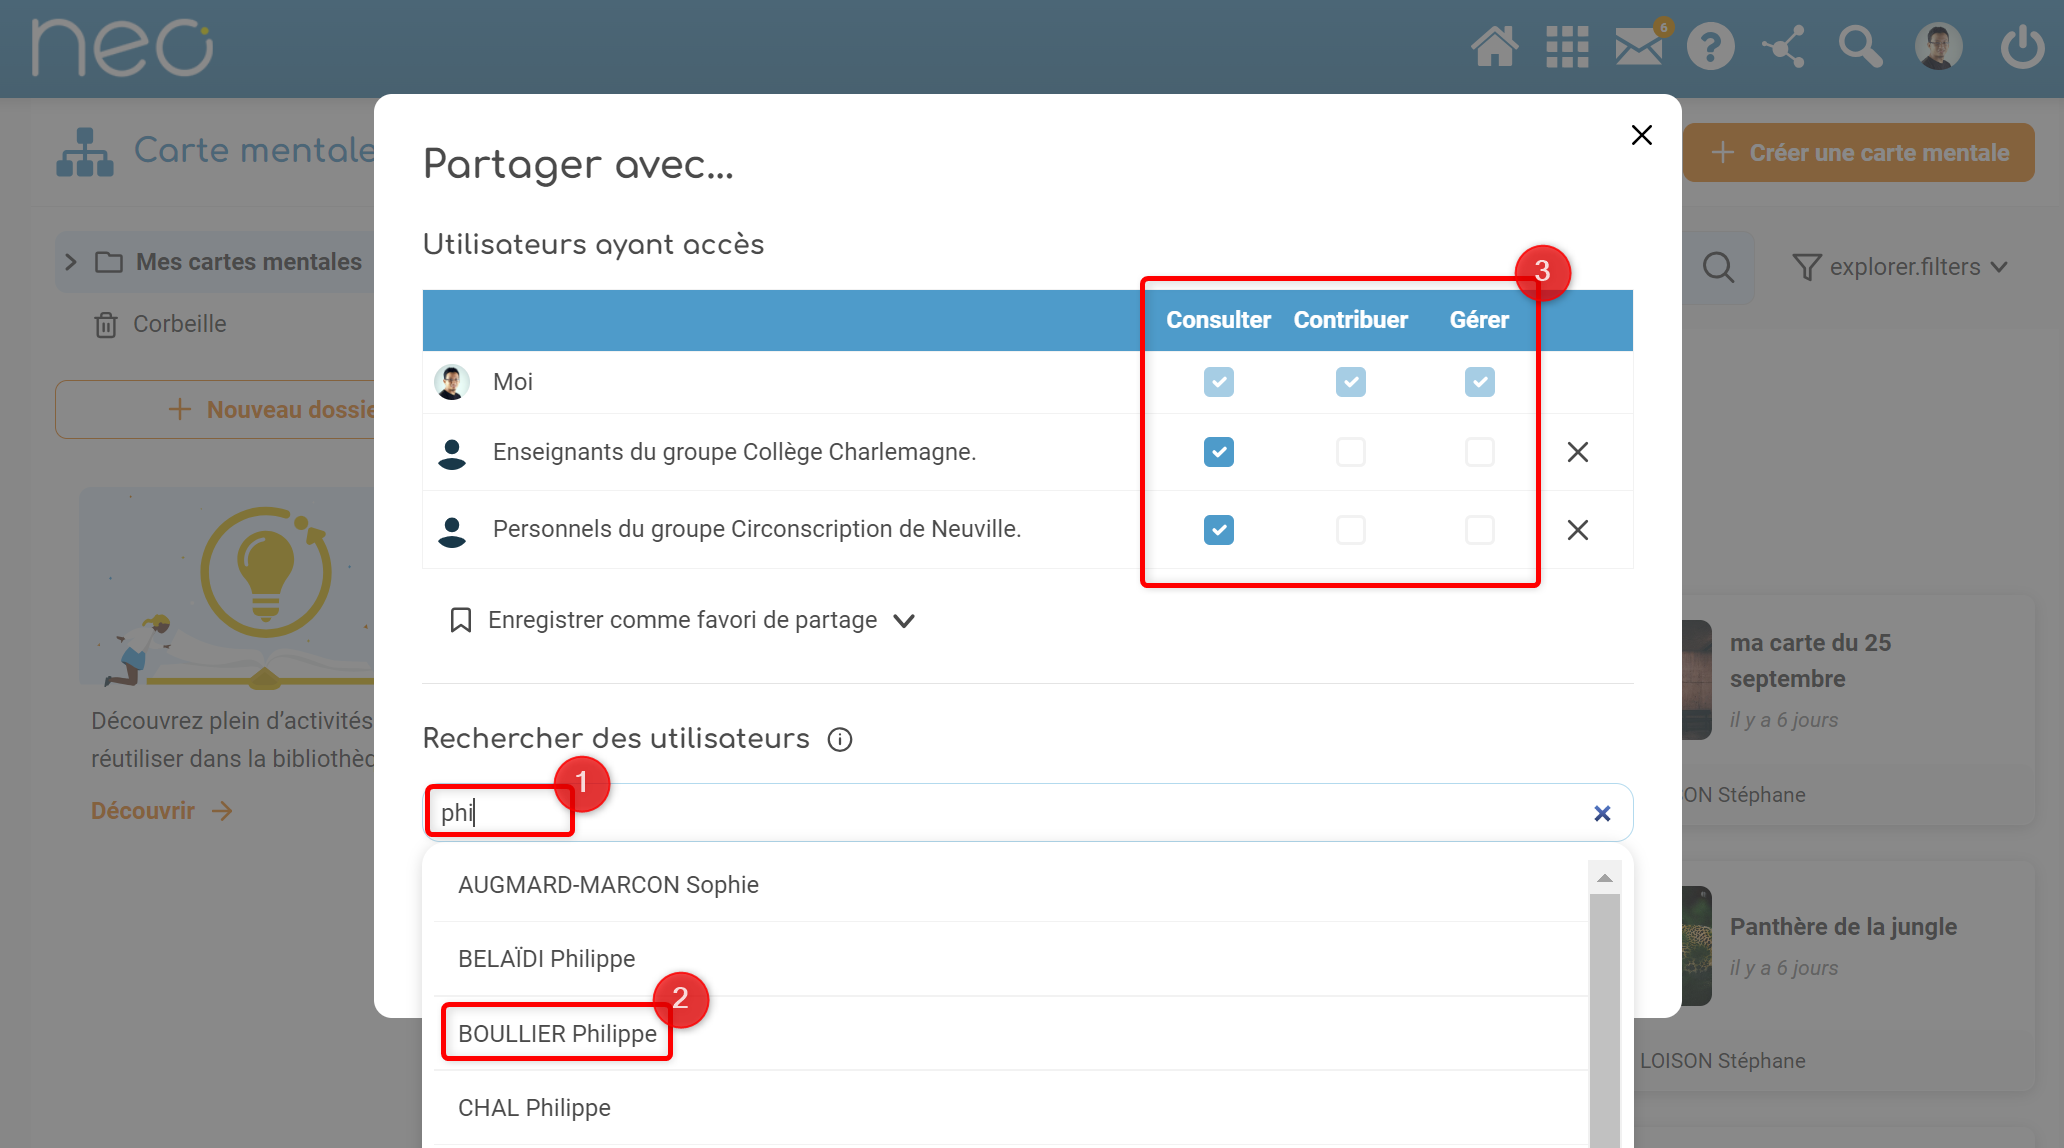 neo
6
Carte mentale
Créer une carte mentale
Mes cartes mentales
Corbeille
Nouveau dossie
Découvrez plein d'activités
réutiliser dans la bibliothèc
Découvrir
explorer.filters
Partager avec...
Utilisateurs ayant accès
3
Consulter Contribuer Gérer
Moi
Enseignants du groupe Collège Charlemagne.
Personnels du groupe Circonscription de Neuville.
Enregistrer comme favori de partage
Rechercher des utilisateurs
1
phi
AUGMARD-MARCON Sophie
BELAÏDI Philippe
2
BOULLIER Philippe
CHAL Philippe
ma carte du 25
septembre
il y a 6 jours
ON Stéphane
Panthère de la jungle
il y a 6 jours
LOISON Stéphane